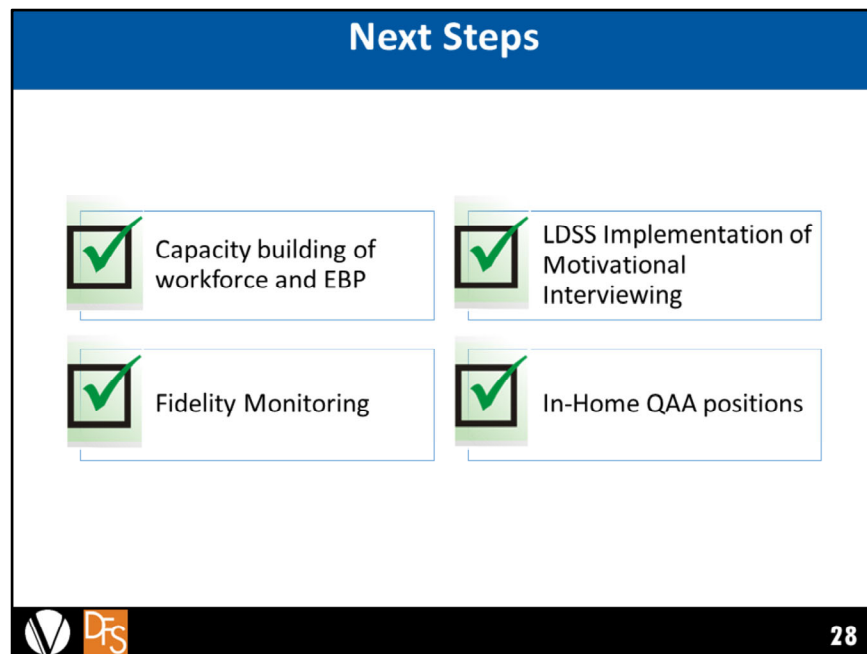 Next Steps
Capacity building of
workforce and EBP
LDSS Implementation of
Motivational
Interviewing
Fidelity Monitoring
In-Home QAA positions
V DFS
28